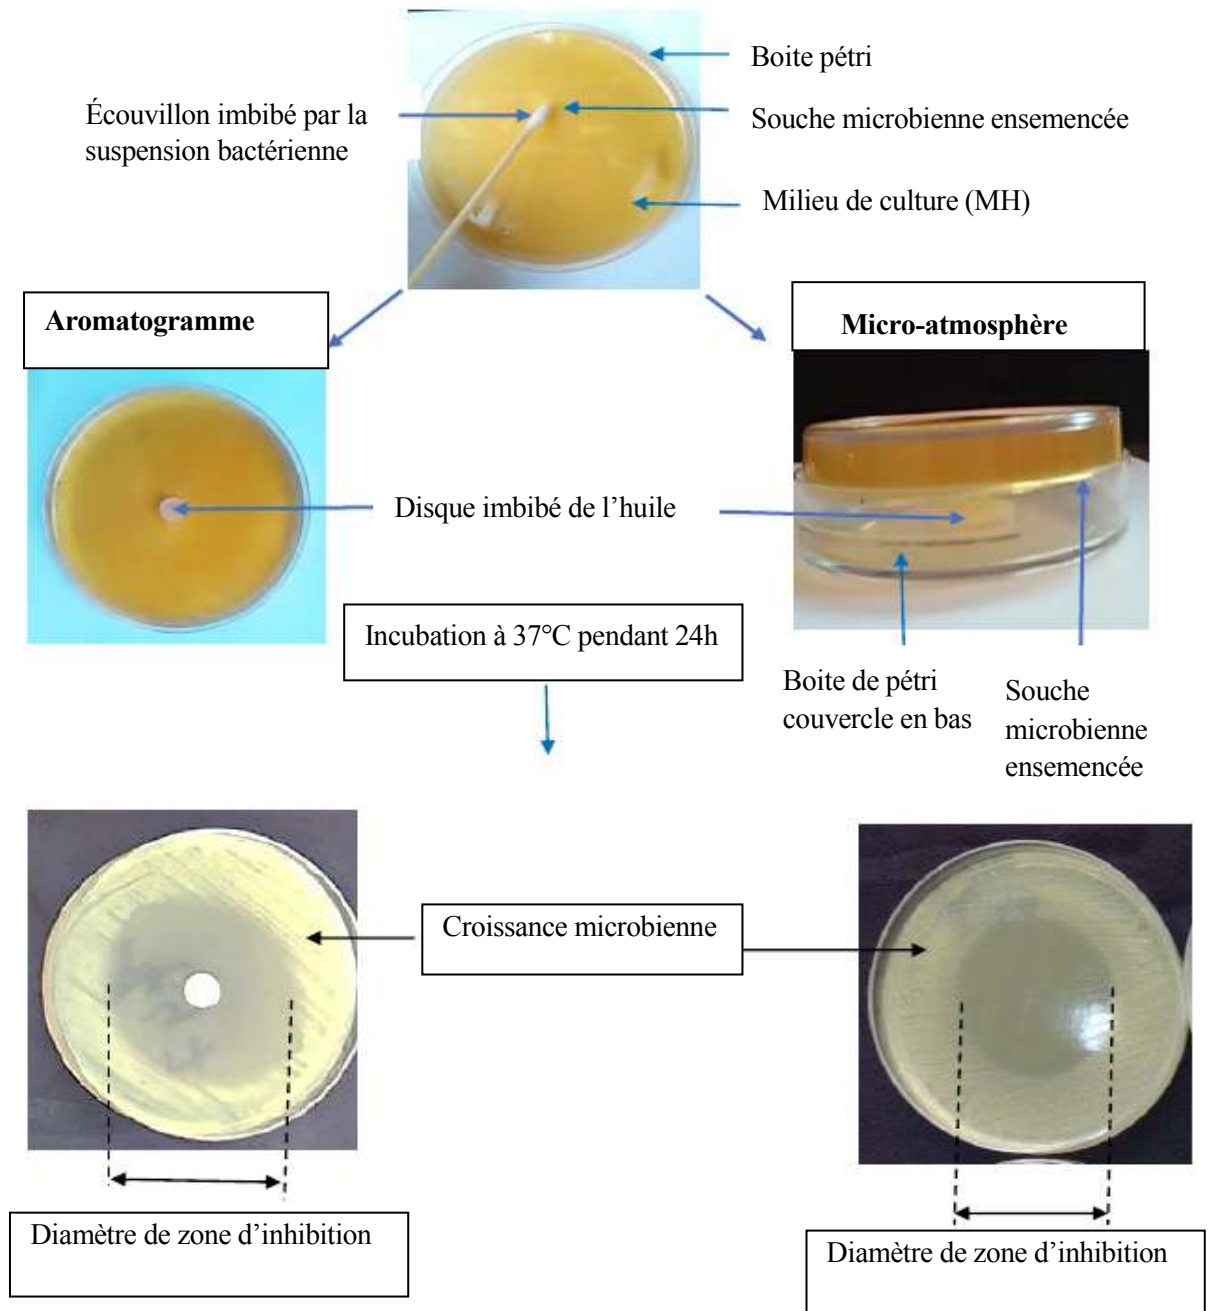 Boite pétri
Écouvillon imbibé par la
suspension bactérienne
Souche microbienne ensemencée
Milieu de culture (MH)
Aromatogramme
Micro-atmosphère
Disque imbibé de l’huile
Incubation à 37°C pendant 24h
Boite de pétri
couvercle en bas
Souche
microbienne
ensemencée
Croissance microbienne
Diamètre de zone d’inhibition
Diamètre de zone d’inhibition